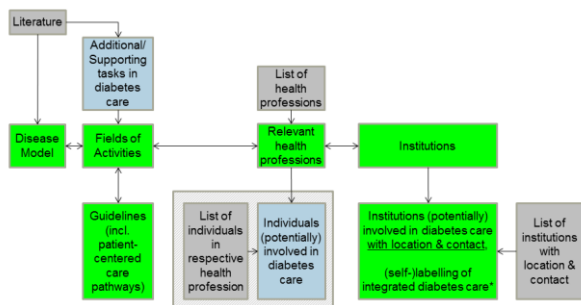 Literature
Additional/
Supporting
tasks in
diabetes
care
List of
health
professions
Disease
Model
Fields of
Activities
Relevant
health
professions
Institutions
Guidelines
(incl.
patient-
centered
care
pathways)
List of
individuals
in
respective
health
profession
Individuals
(potentially)
involved in
diabetes
care
Institutions (potentially)
involved in diabetes care
with location & contact,
(self-)labelling of
integrated diabetes care*
List of
institutions
with
location &
contact